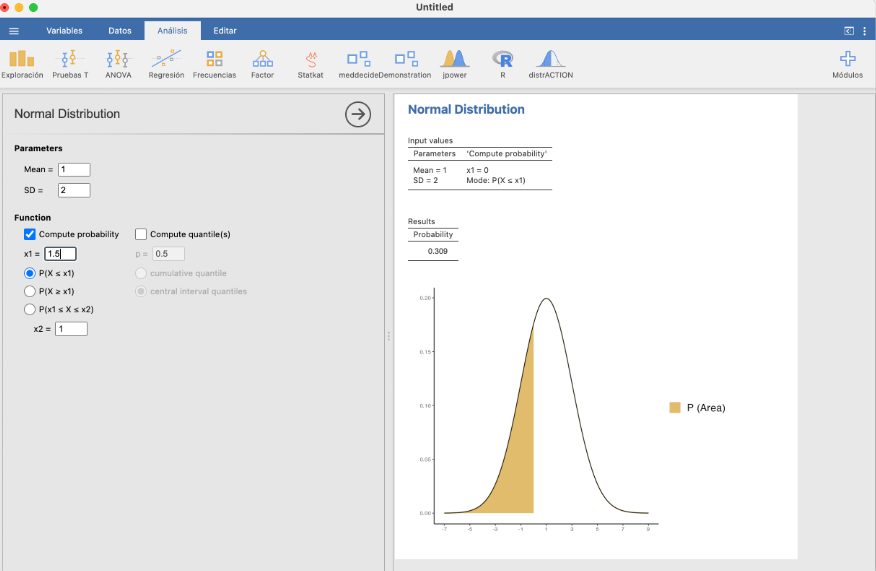 Untitled
Variables Datos Análisis Editar
Exploración Pruebas T ANOVA Regresión Frecuencias Factor Statkat meddecide Demonstration jpower R distrACTION Módulos
Normal Distribution
Parameters
Mean = 1
SD = 2
Function
Compute probability Compute quantile(s)
x1 = 1.5 p = 0.5
P(X ≤ x1) cumulative quantile
P(X ≥ x1) central interval quantiles
P(x1 ≤ X ≤ x2)
x2 = 1
Normal Distribution
Input values
Parameters 'Compute probability'
Mean = 1 x1 = 0
SD = 2 Mode: P(X ≤ x1)
Results
Probability
0.309
0.20
0.15
0.10
0.05
0.00
-7 -5 -3 -1 1 3 5 7 9
P (Area)